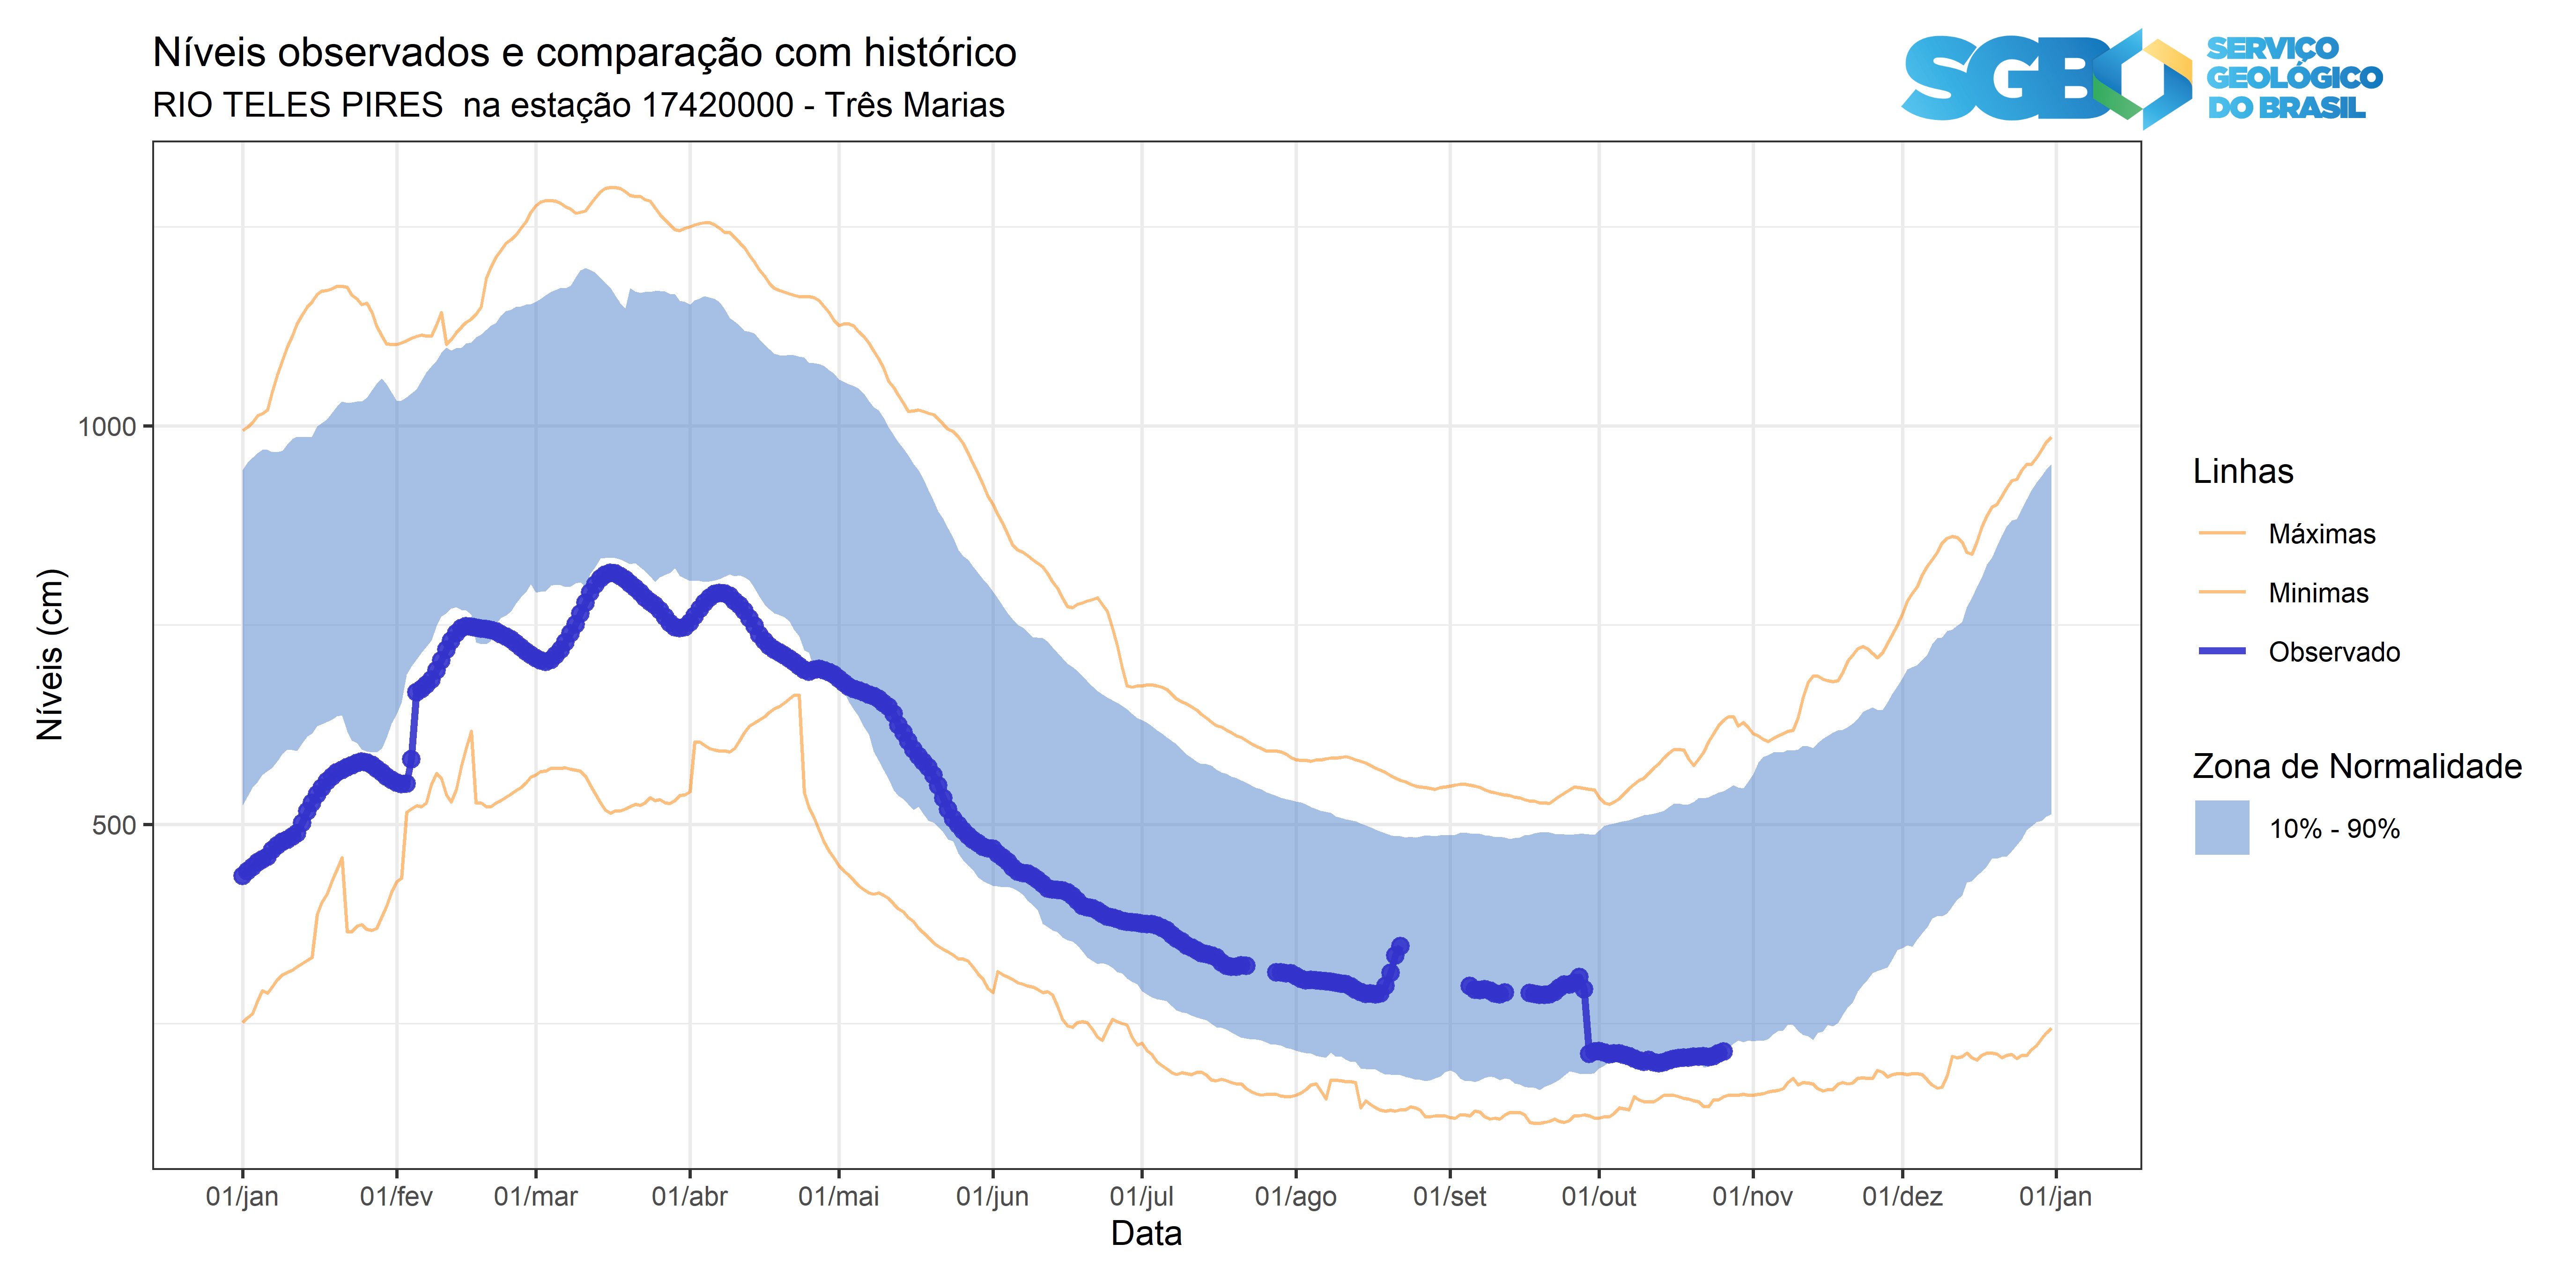 Níveis observados e comparação com histórico
RIO TELES PIRES  na estação 17420000 - Três Marias
SGB
SERVIÇO
GEOLÓGICO
DO BRASIL
Níveis (cm)
1000
500
01/jan
01/fev
01/mar
01/abr
01/mai
01/jun
01/jul
01/ago
01/set
01/out
01/nov
01/dez
01/jan
Data
Linhas
Máximas
Minimas
Observado
Zona de Normalidade
10% - 90%